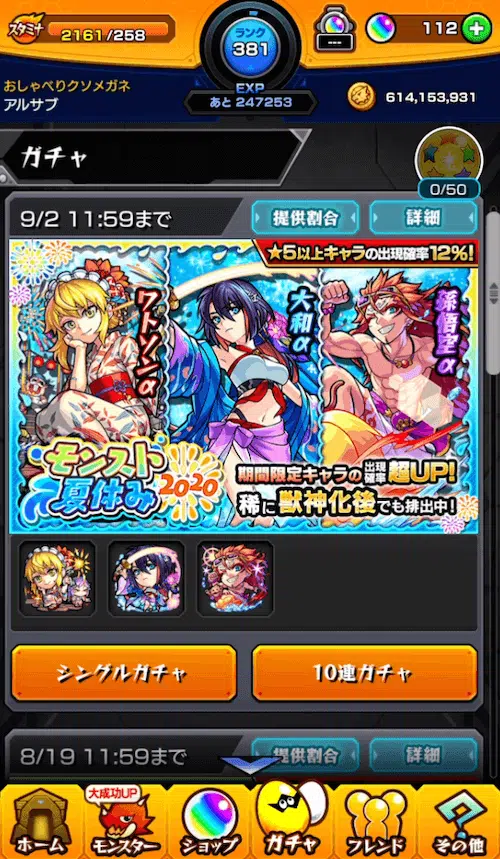 スタミナ
2161/258
ランク
381
112
EXP
あと 247253
おしゃべりクソメガネ
アルサブ
614,153,931
ガチャ
0/50
9/2 11:59まで
提供割合
詳細
★5以上キャラの出現確率12%!
ワトソンα
大和α
孫悟空α
モンスト
夏休み
2020
期間限定キャラの出現確率超UP!
稀に獣神化後でも排出中!
シングルガチャ
10連ガチャ
8/19 11:59まで
提供割合
詳細
大成功UP
ホーム
モンスター
ショップ
ガチャ
フレンド
その他